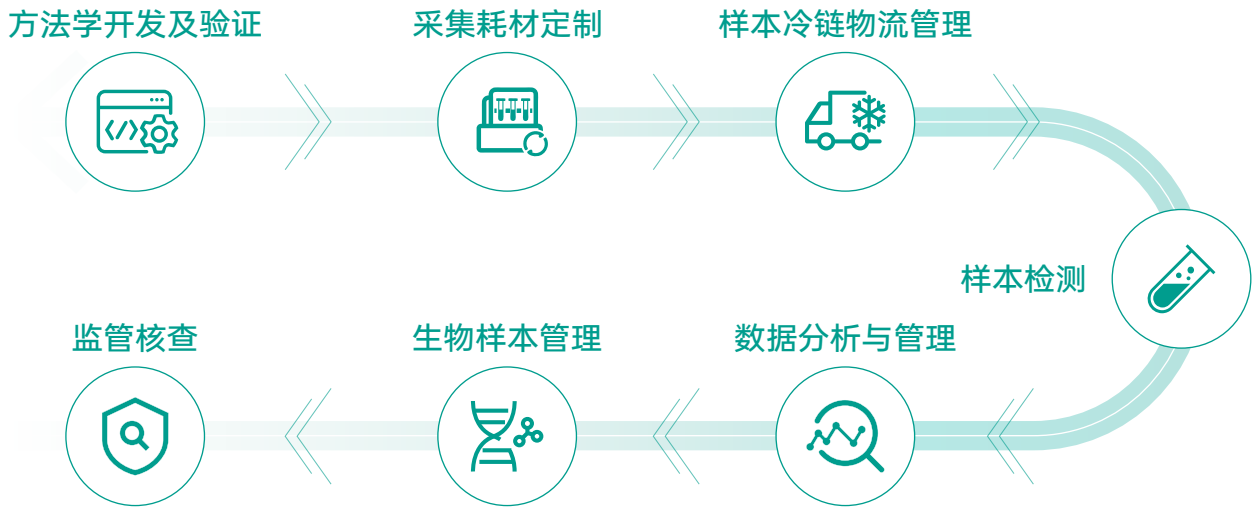 方法学开发及验证
采集耗材定制
样本冷链物流管理
样本检测
数据分析与管理
生物样本管理
监管核查